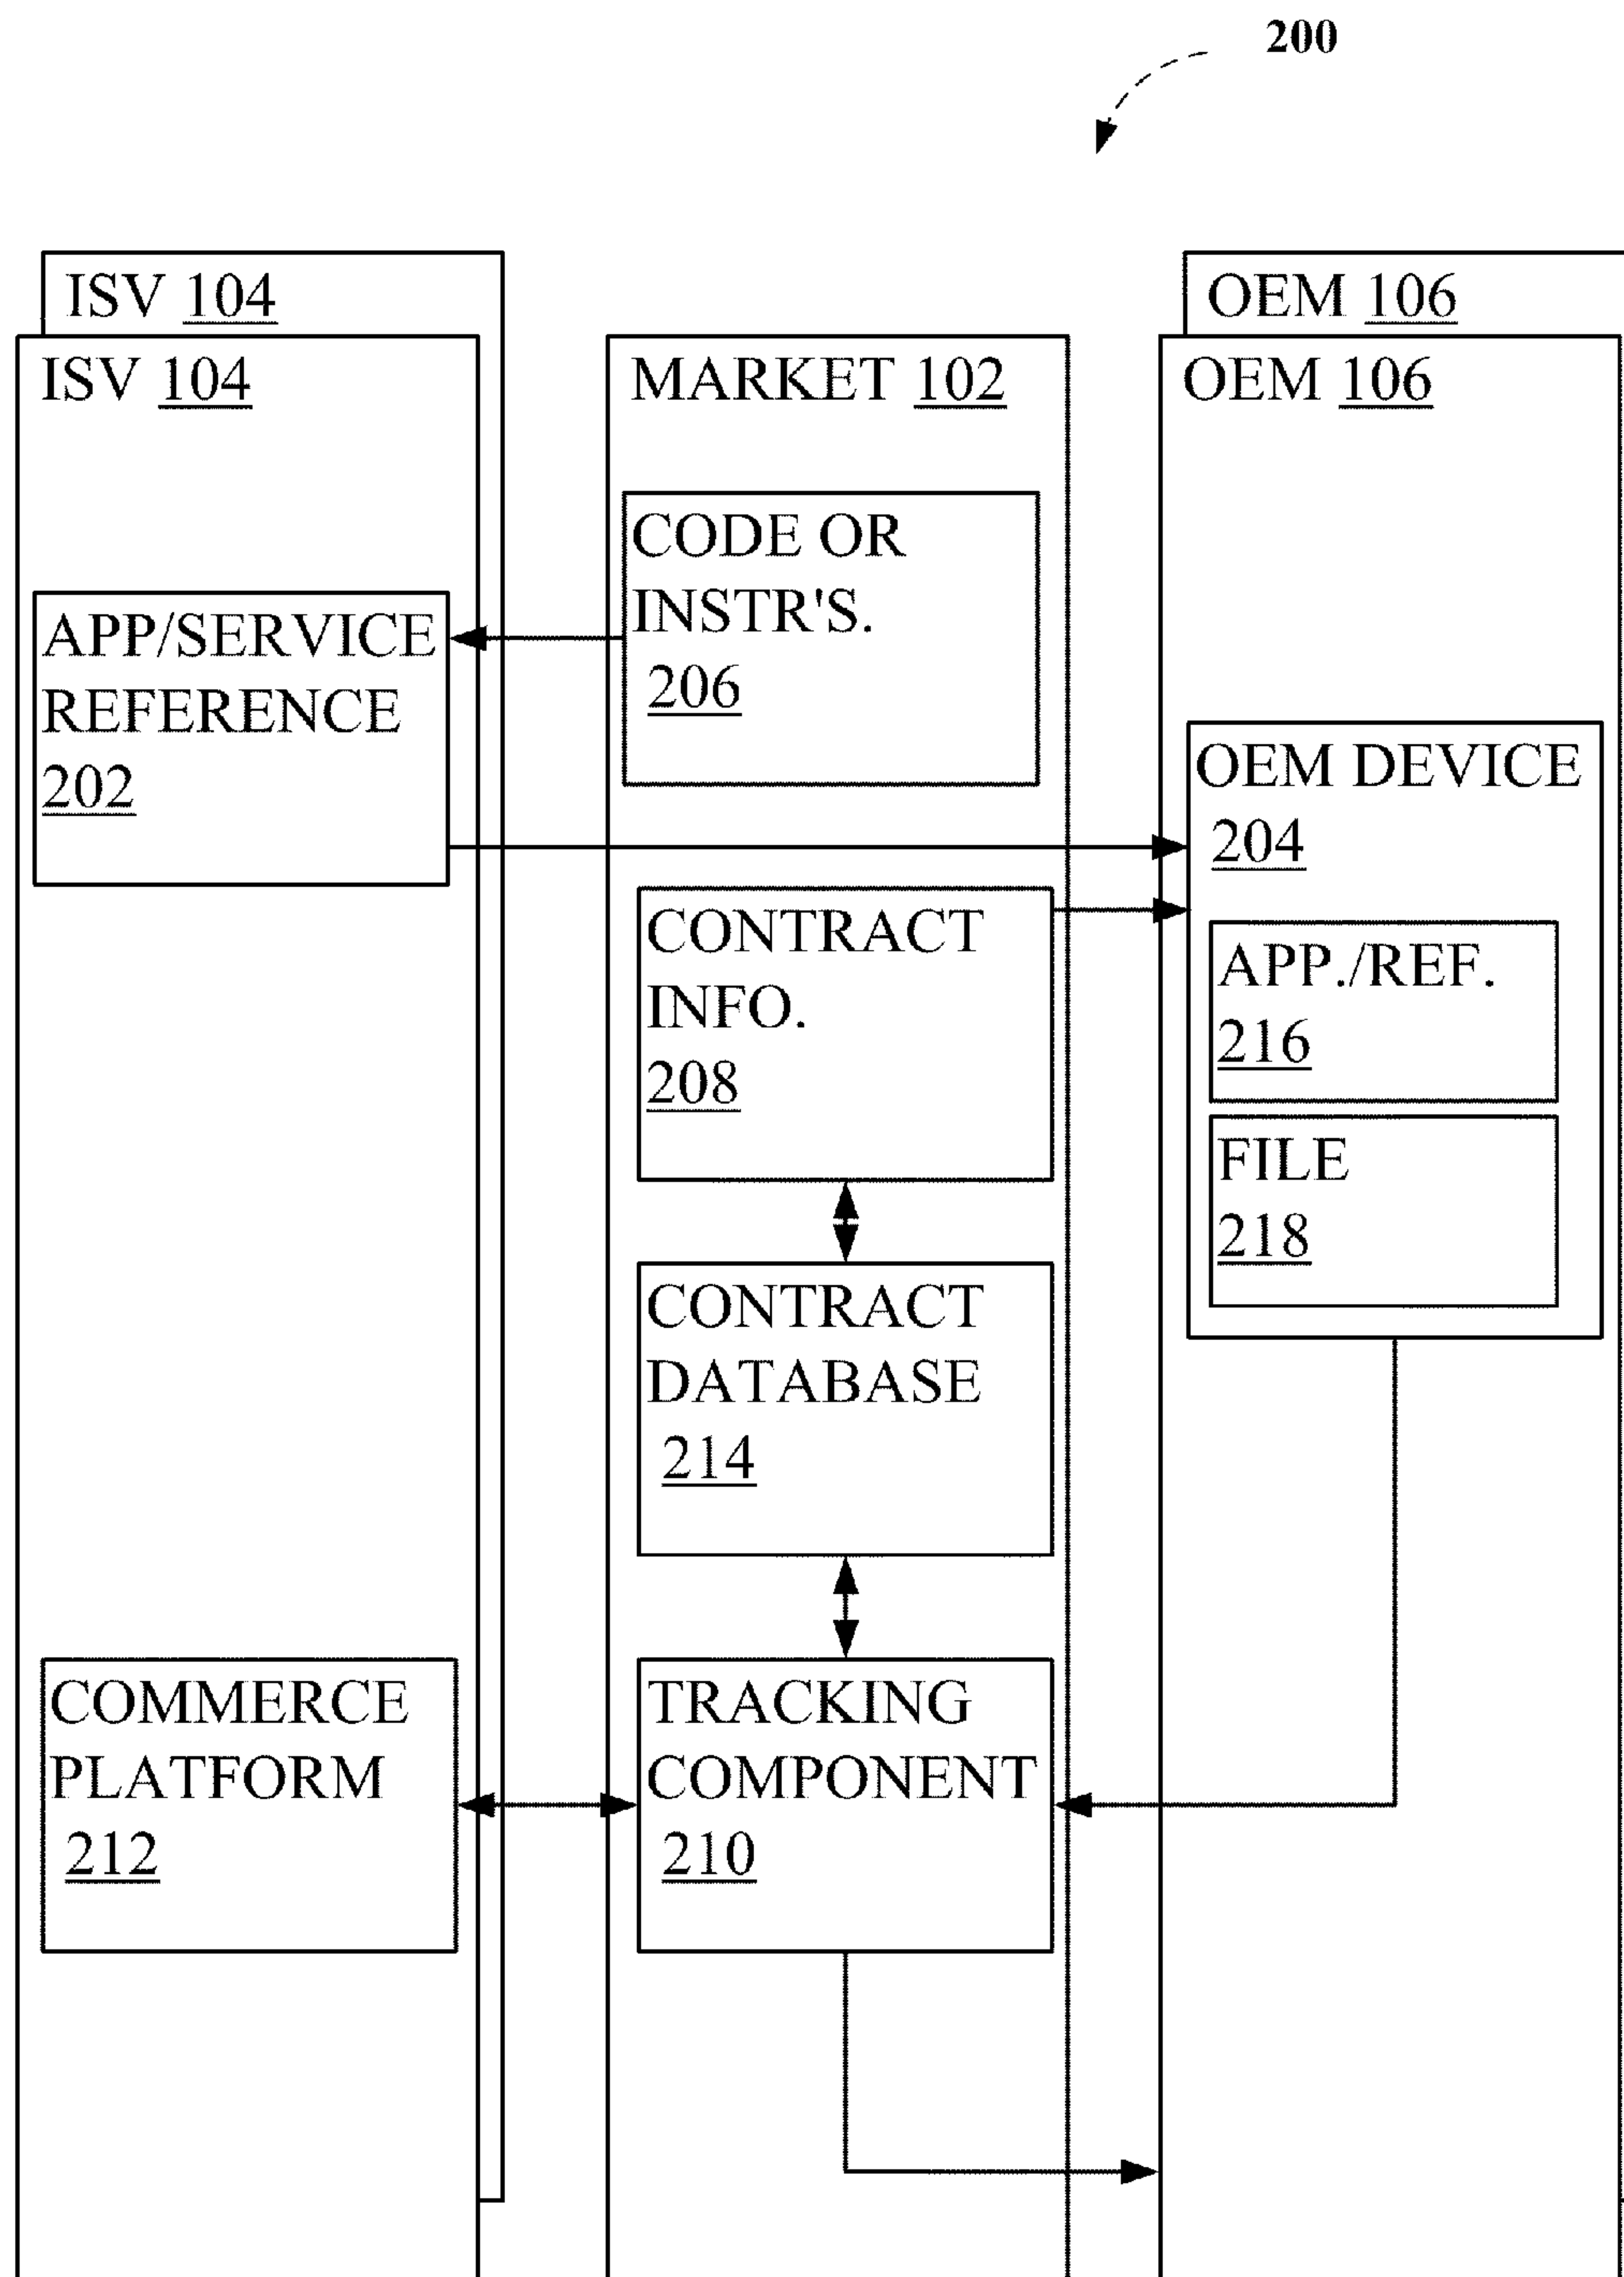 200
ISV 104
ISV 104
APP/SERVICE
REFERENCE
202
COMMERCE
PLATFORM
212
MARKET 102
CODE OR
INSTR'S.
206
CONTRACT
INFO.
208
CONTRACT
DATABASE
214
TRACKING
COMPONENT
210
OEM 106
OEM 106
OEM DEVICE
204
APP./REF.
216
FILE
218